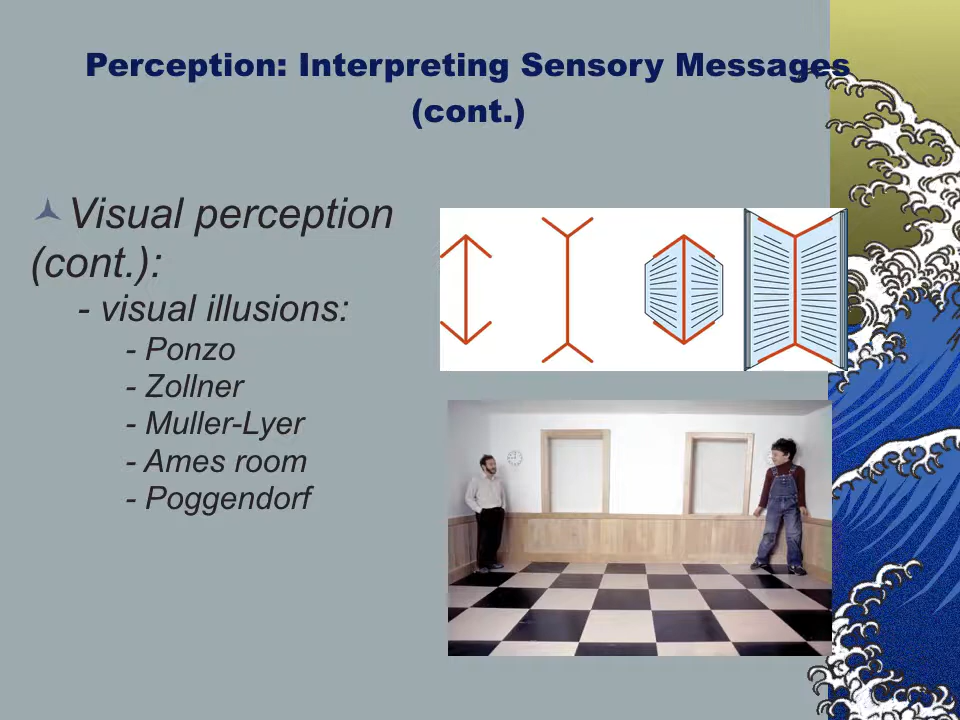 Perception: Interpreting Sensory Messages
(cont.)
Visual perception
(cont.):
- visual illusions:
- Ponzo
- Zollner
- Muller-Lyer
- Ames room
- Poggendorf